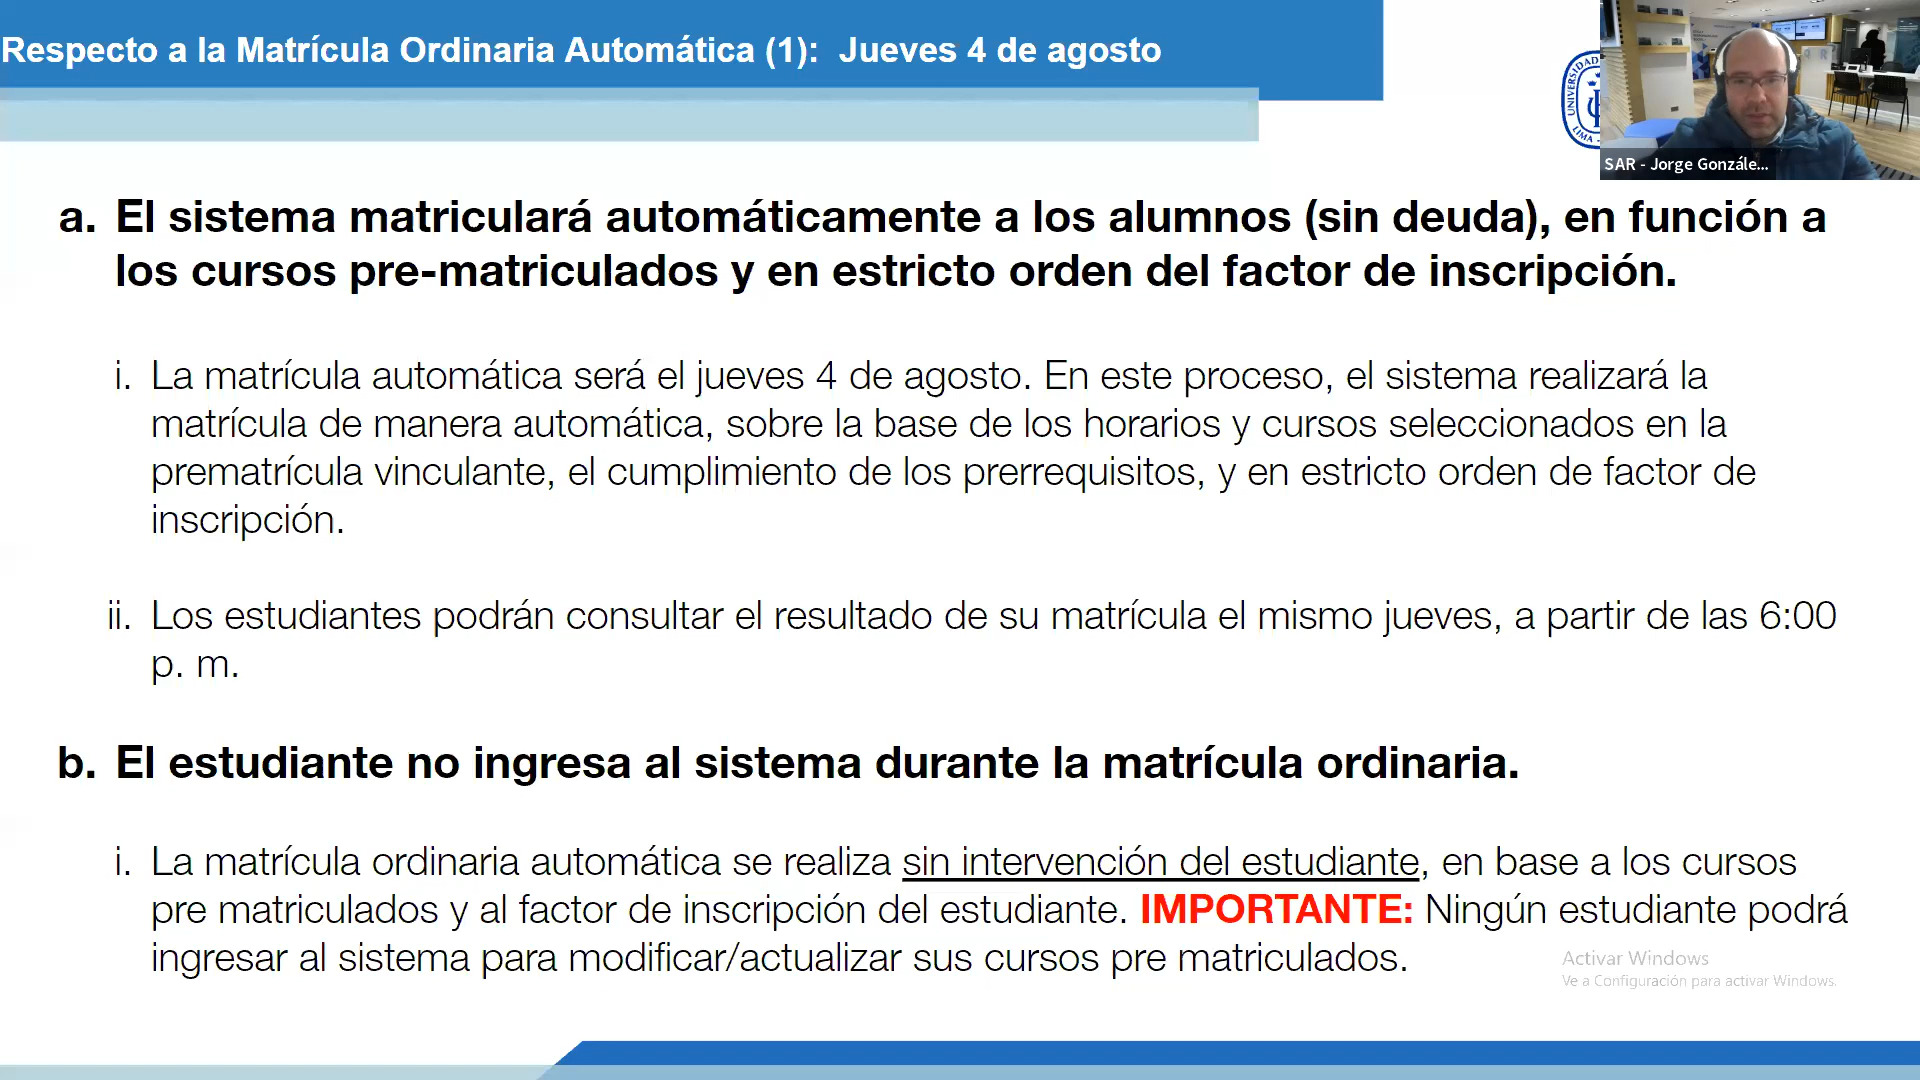 Respecto a la Matrícula Ordinaria Automática (1):  Jueves 4 de agosto
UNIVERSIDAD
LIMA
SAR - Jorge Gonzále...
a. El sistema matriculará automáticamente a los alumnos (sin deuda), en función a
los cursos pre-matriculados y en estricto orden del factor de inscripción.
i. La matrícula automática será el jueves 4 de agosto. En este proceso, el sistema realizará la
matrícula de manera automática, sobre la base de los horarios y cursos seleccionados en la
prematrícula vinculante, el cumplimiento de los prerrequisitos, y en estricto orden de factor de
inscripción.
ii. Los estudiantes podrán consultar el resultado de su matrícula el mismo jueves, a partir de las 6:00
p. m.
b. El estudiante no ingresa al sistema durante la matrícula ordinaria.
i. La matrícula ordinaria automática se realiza sin intervención del estudiante, en base a los cursos
pre matriculados y al factor de inscripción del estudiante. IMPORTANTE: Ningún estudiante podrá
ingresar al sistema para modificar/actualizar sus cursos pre matriculados.
Activar Windows
Ve a Configuración para activar Windows.